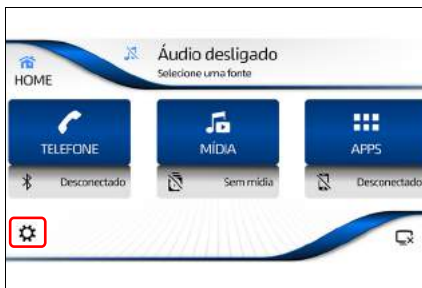 Áudio desligado
Selecione uma fonte
HOME
TELEFONE
MÍDIA
APPS
Desconectado
Sem mídia
Desconectado